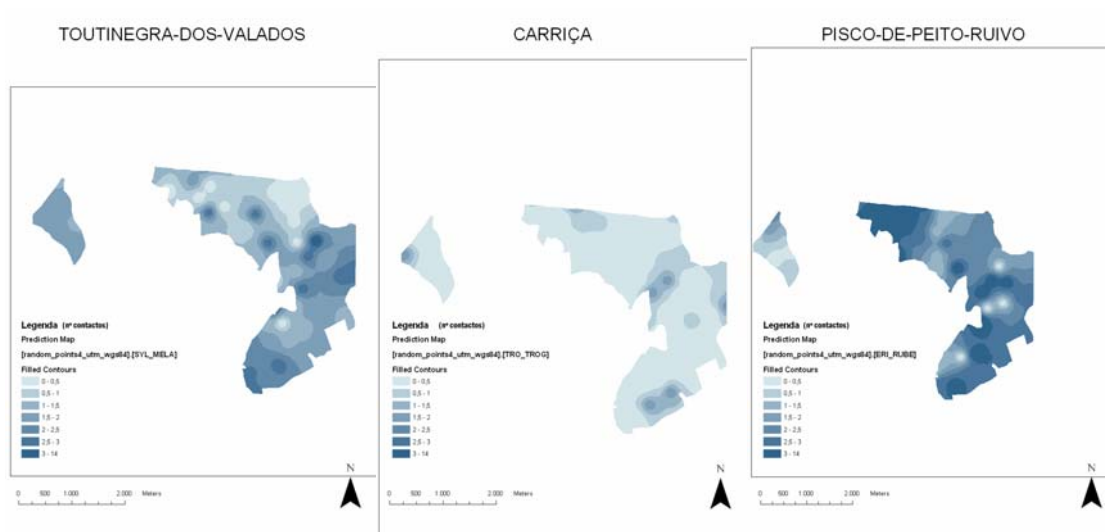 TOUTINEGRA-DOS-VALADOS
Legenda (nº contactos)
Prediction Map
[random_points4_utm_wgs84].[SYL_MELA]
Filled Contours
0 - 0,5
0,5 - 1
1 - 1,5
1,5 - 2
2 - 2,5
2,5 - 3
3 - 14
0 500 1.000 2.000 Meters
N
CARRIÇA
Legenda (nº contactos)
Prediction Map
[random_points4_utm_wgs84].[TRO_TROG]
Filled Contours
0 - 0,5
0,5 - 1
1 - 1,5
1,5 - 2
2 - 2,5
2,5 - 3
3 - 14
0 500 1.000 2.000 Meters
N
PISCO-DE-PEITO-RUIVO
Legenda (nº contactos)
Prediction Map
[random_points4_utm_wgs84].[ERI_RUBE]
Filled Contours
0 - 0,5
0,5 - 1
1 - 1,5
1,5 - 2
2 - 2,5
2,5 - 3
3 - 14
0 500 1.000 2.000 Meters
N